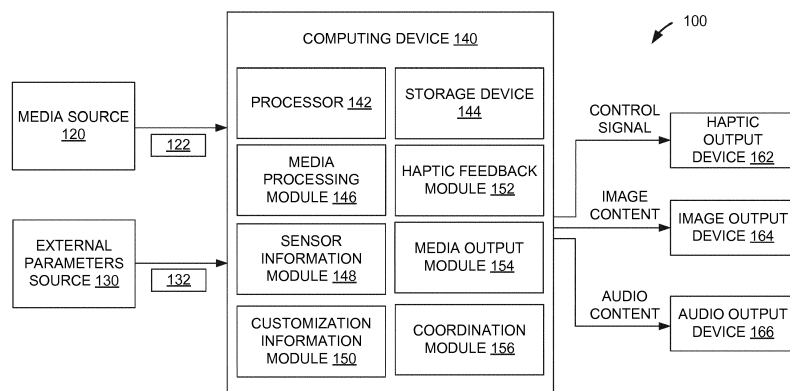 100
COMPUTING DEVICE 140
MEDIA SOURCE
120
122
EXTERNAL
PARAMETERS
SOURCE 130
132
PROCESSOR 142
STORAGE DEVICE
144
MEDIA
PROCESSING
MODULE 146
HAPTIC FEEDBACK
MODULE 152
SENSOR
INFORMATION
MODULE 148
MEDIA OUTPUT
MODULE 154
CUSTOMIZATION
INFORMATION
MODULE 150
COORDINATION
MODULE 156
CONTROL
SIGNAL
HAPTIC
OUTPUT
DEVICE 162
IMAGE
CONTENT
IMAGE OUTPUT
DEVICE 164
AUDIO
CONTENT
AUDIO OUTPUT
DEVICE 166